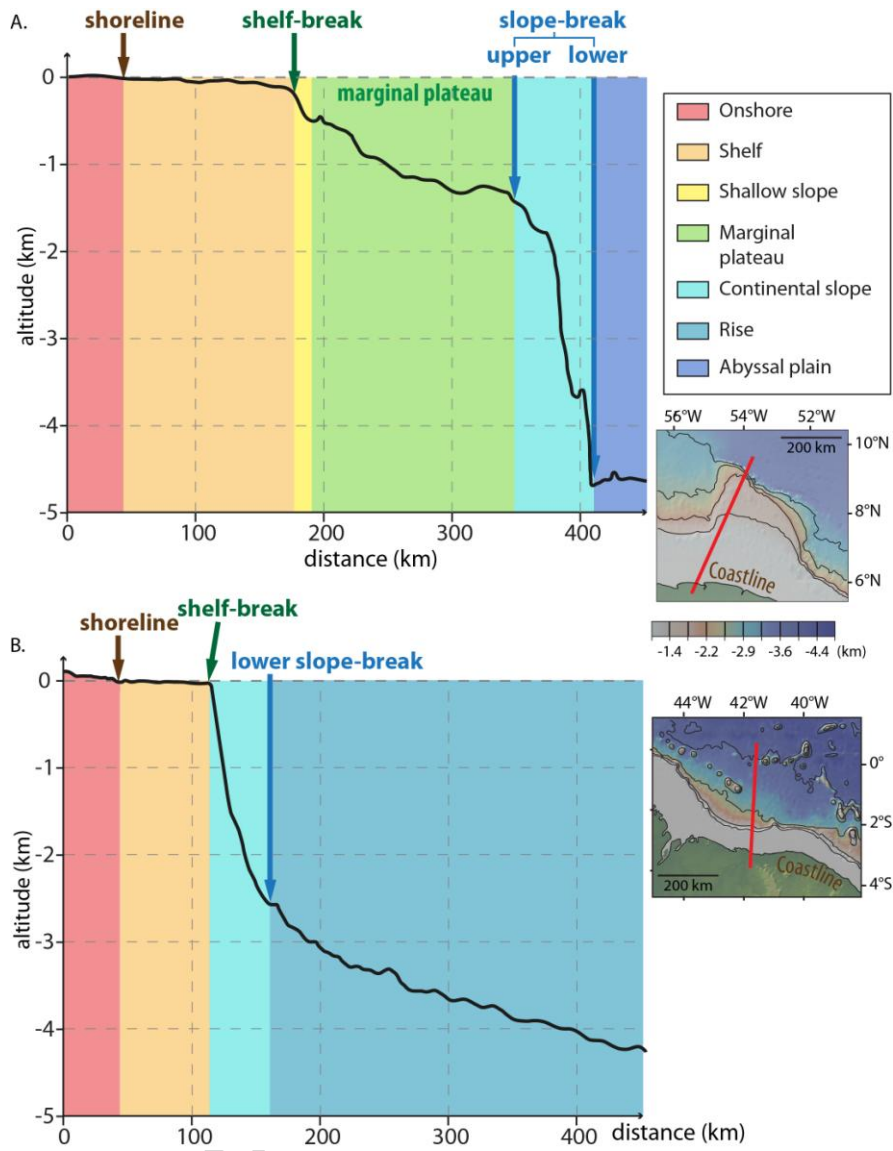 A.
shoreline
shelf-break
slope-break
upper lower
marginal plateau
0
-1
-2
-3
-4
-5
altitude (km)
0 100 200 300 400
distance (km)
Onshore
Shelf
Shallow slope
Marginal
plateau
Continental slope
Rise
Abyssal plain
56°W 54°W 52°W
200 km
10°N
8°N
6°N
Coastline
-1.4 -2.2 -2.9 -3.6 -4.4 (km)
B.
shoreline
shelf-break
lower slope-break
0
-1
-2
-3
-4
-5
altitude (km)
0 100 200 300 400 distance (km)
44°W 42°W 40°W
0°
2°S
4°S
Coastline
200 km